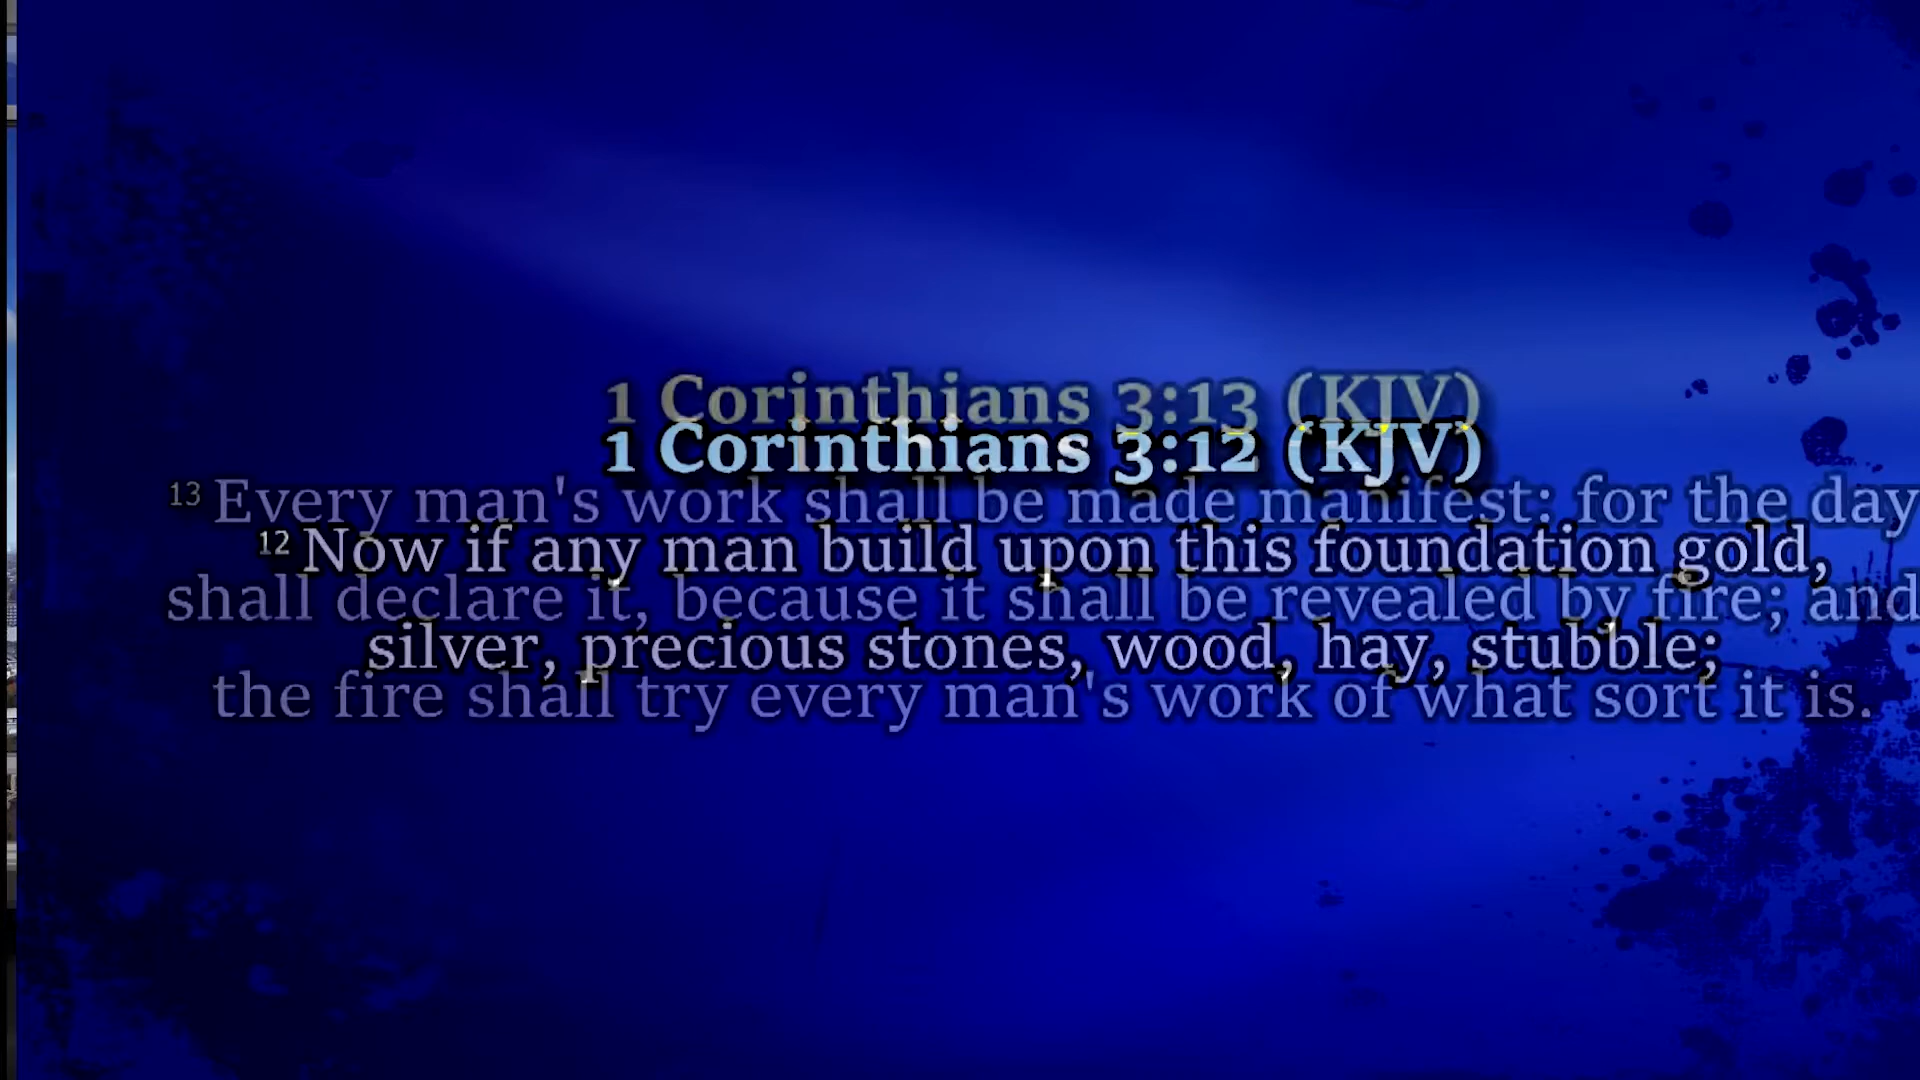 1 Corinthians 3:13 (KJV)
1 Corinthians 3:12 (KJV)
13 Every man's work shall be made manifest: for the day
12 Now if any man build upon this foundation gold,
shall declare it, because it shall be revealed by fire; and
silver, precious stones, wood, hay, stubble;
the fire shall try every man's work of what sort it is.